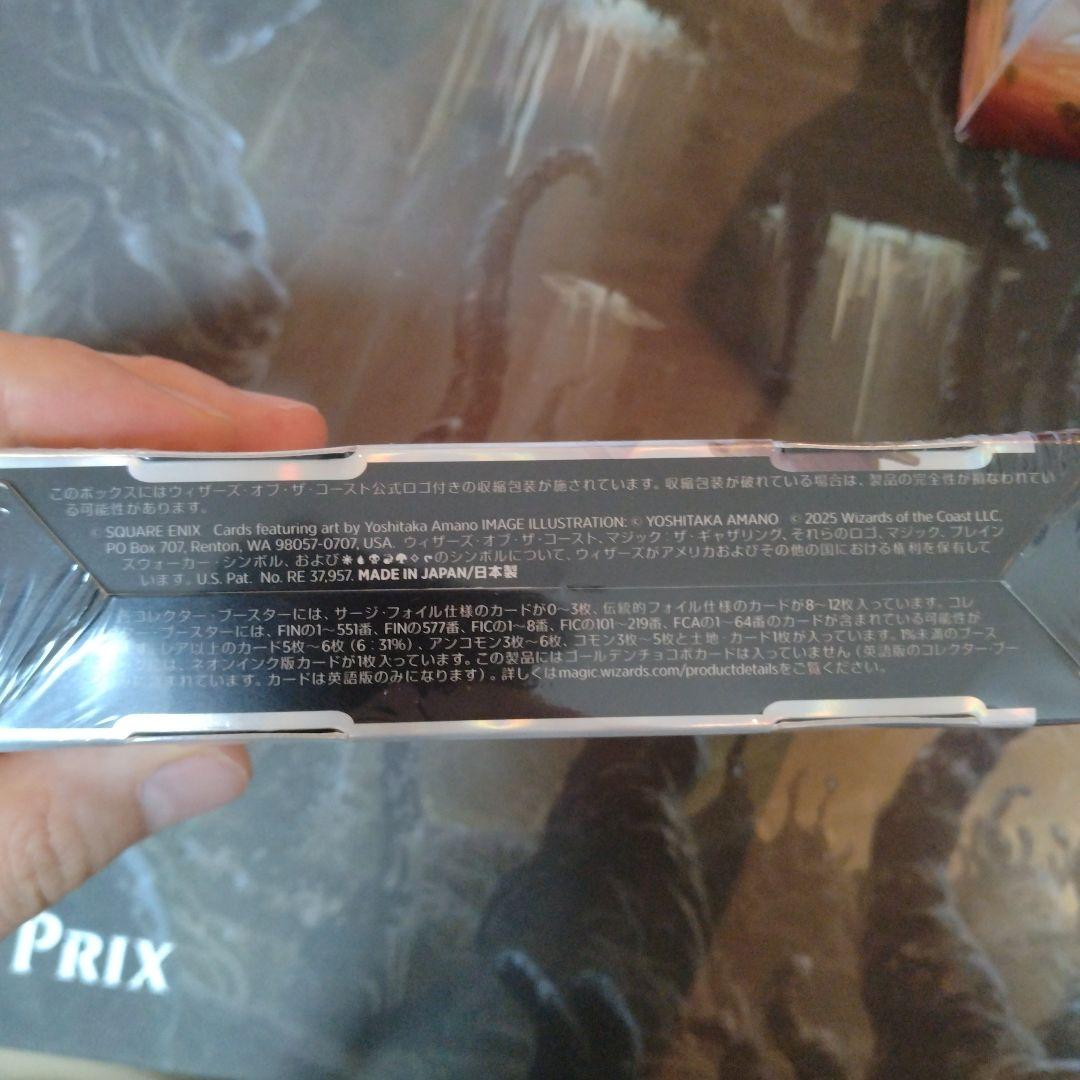 このボックスにはウィザーズ・オブ・ザ・コースト公式ロゴ付きの収縮包装が施されています。収縮包装が破れている場合は、製品の完全性が損なわれてい
る可能性があります。
© SQUARE ENIX Cards featuring art by Yoshitaka Amano IMAGE ILLUSTRATION: © YOSHITAKA AMANO © 2025 Wizards of the Coast LLC,
PO Box 707, Renton, WA 98057-0707, USA. ウィザーズ・オブ・ザ・コースト、マジック：ザ・ギャザリング、それらのロゴ、マジック、プレイン
スウォーカー・シンボル、および のシンボルについて、ウィザーズがアメリカおよびその他の国における権利を保有して
います。U.S. Pat. No. RE 37,957. MADE IN JAPAN/日本製
コレクター・ブースターには、サージ・フォイル仕様のカードが0～3枚、伝統的フォイル仕様のカードが8～12枚入っています。コレ
ブースターには、FINの1～551番、FINの577番、FICの1～8番、FICの101～219番、FCAの1～64番のカードが含まれている可能性が
レア以上のカード5枚～6枚（6：31%）、アンコモン3枚～6枚、コモン3枚～5枚と土地・カード1枚が入っています。1%未満のブース
は、ネオンインク版カードが1枚入っています。この製品にはゴールデンチョコボカードは入っていません（英語版のコレクター・ブー
されています。カードは英語版のみになります）。詳しくはmagic.wizards.com/productdetailsをご覧ください。
PRIX